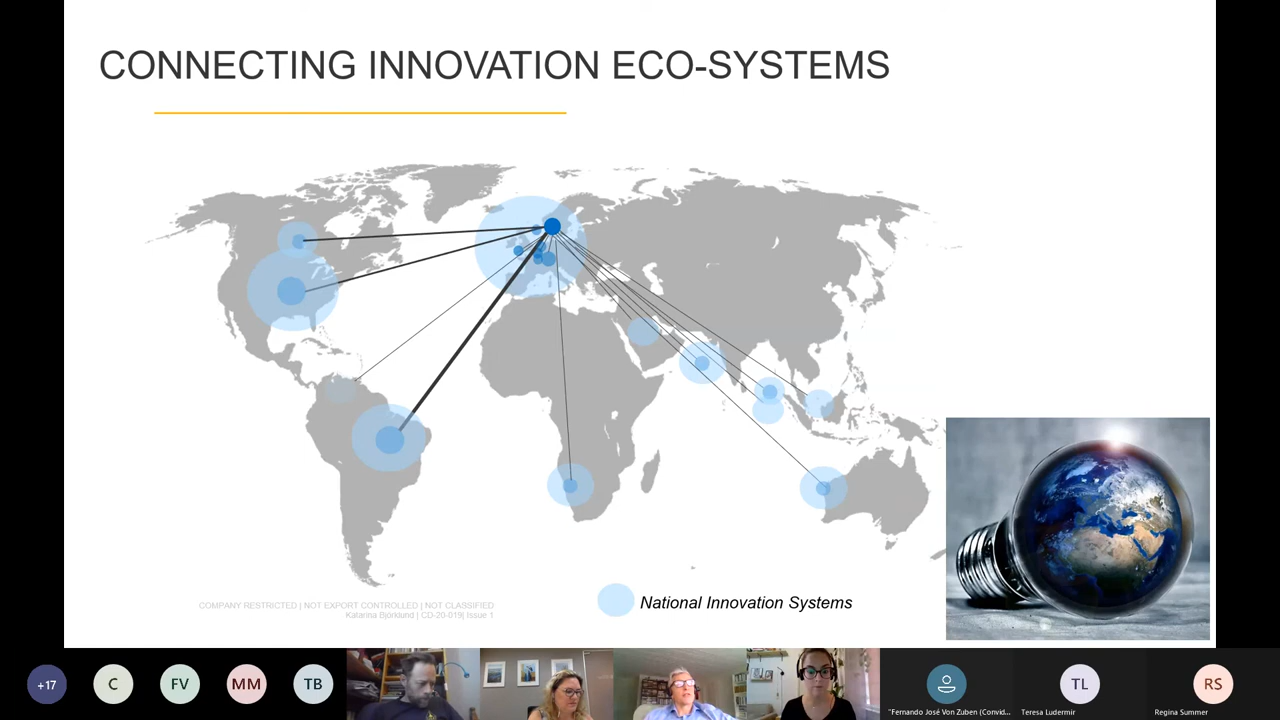 CONNECTING INNOVATION ECO-SYSTEMS
COMPANY RESTRICTED | NOT EXPORT CONTROLLED | NOT CLASSIFIED
Katarina Björklund | CD-20-019| Issue 1
National Innovation Systems
+17
C
FV
MM
TB
"Fernando José Von Zuben (Convid...
TL
Teresa Ludermir
RS
Regina Summer